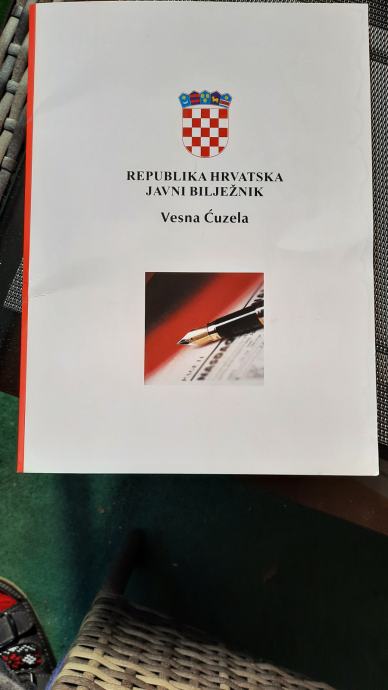 REPUBLIKA HRVATSKA
JAVNI BILJEŽNIK
Vesna Ćuzela